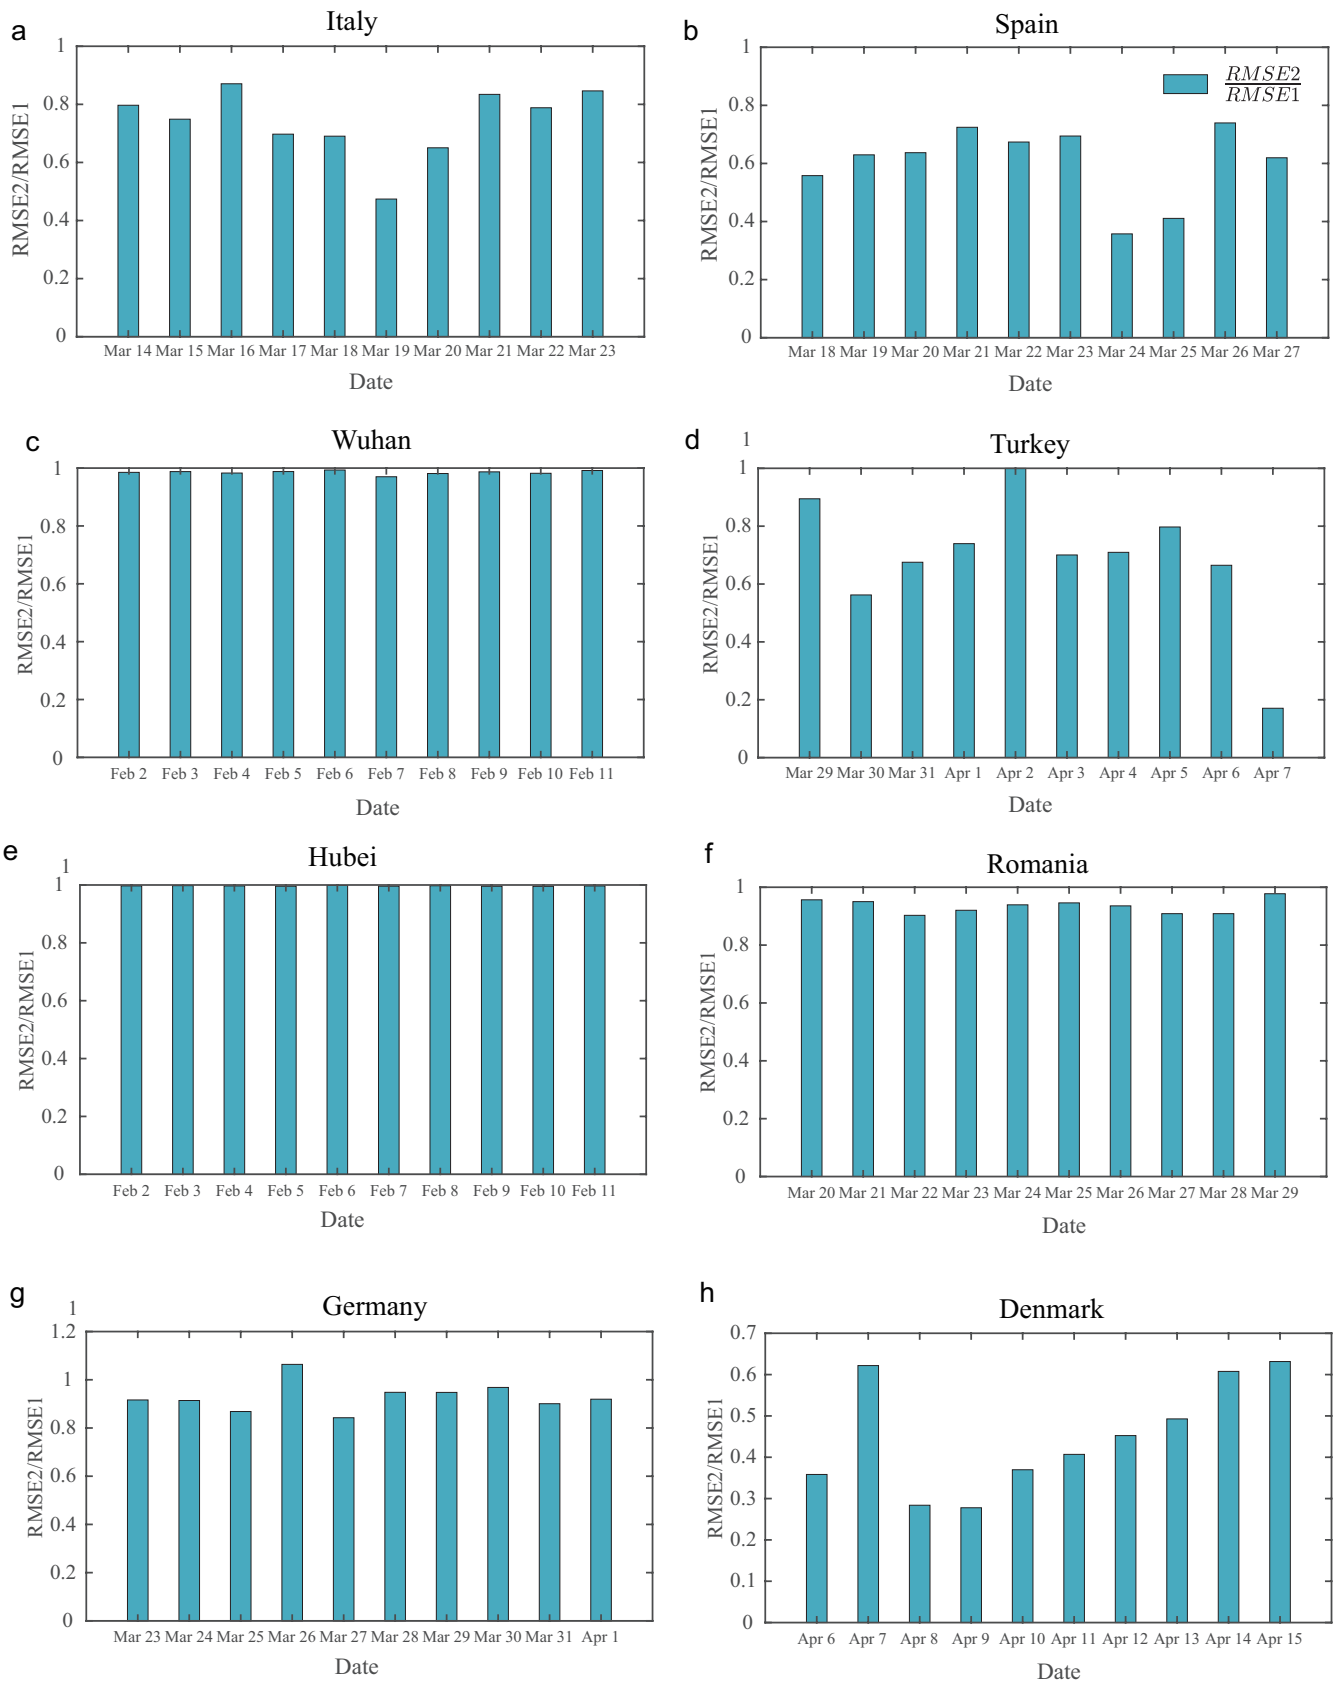 a
Italy
1
0.8
0.6
0.4
0.2
0
RMSE2/RMSE1
Mar 14 Mar 15 Mar 16 Mar 17 Mar 18 Mar 19 Mar 20 Mar 21 Mar 22 Mar 23
Date
b
Spain
1
0.8
0.6
0.4
0.2
0
RMSE2/RMSE1
RMSE2
RMSE1
Mar 18 Mar 19 Mar 20 Mar 21 Mar 22 Mar 23 Mar 24 Mar 25 Mar 26 Mar 27
Date
c
Wuhan
1
0.8
0.6
0.4
0.2
0
RMSE2/RMSE1
Feb 2 Feb 3 Feb 4 Feb 5 Feb 6 Feb 7 Feb 8 Feb 9 Feb 10 Feb 11
Date
d
1
Turkey
1
0.8
0.6
0.4
0.2
0
RMSE2/RMSE1
Mar 29 Mar 30 Mar 31 Apr 1 Apr 2 Apr 3 Apr 4 Apr 5 Apr 6 Apr 7
Date
e
1
Hubei
1
0.8
0.6
0.4
0.2
0
RMSE2/RMSE1
Feb 2 Feb 3 Feb 4 Feb 5 Feb 6 Feb 7 Feb 8 Feb 9 Feb 10 Feb 11
Date
f
Romania
1
0.8
0.6
0.4
0.2
0
RMSE2/RMSE1
Mar 20 Mar 21 Mar 22 Mar 23 Mar 24 Mar 25 Mar 26 Mar 27 Mar 28 Mar 29
Date
g
1
Germany
1.2
1
0.8
0.6
0.4
0.2
0
RMSE2/RMSE1
Mar 23 Mar 24 Mar 25 Mar 26 Mar 27 Mar 28 Mar 29 Mar 30 Mar 31 Apr 1
Date
h
Denmark
0.7
0.6
0.5
0.4
0.3
0.2
0.1
0
RMSE2/RMSE1
Apr 6 Apr 7 Apr 8 Apr 9 Apr 10 Apr 11 Apr 12 Apr 13 Apr 14 Apr 15
Date